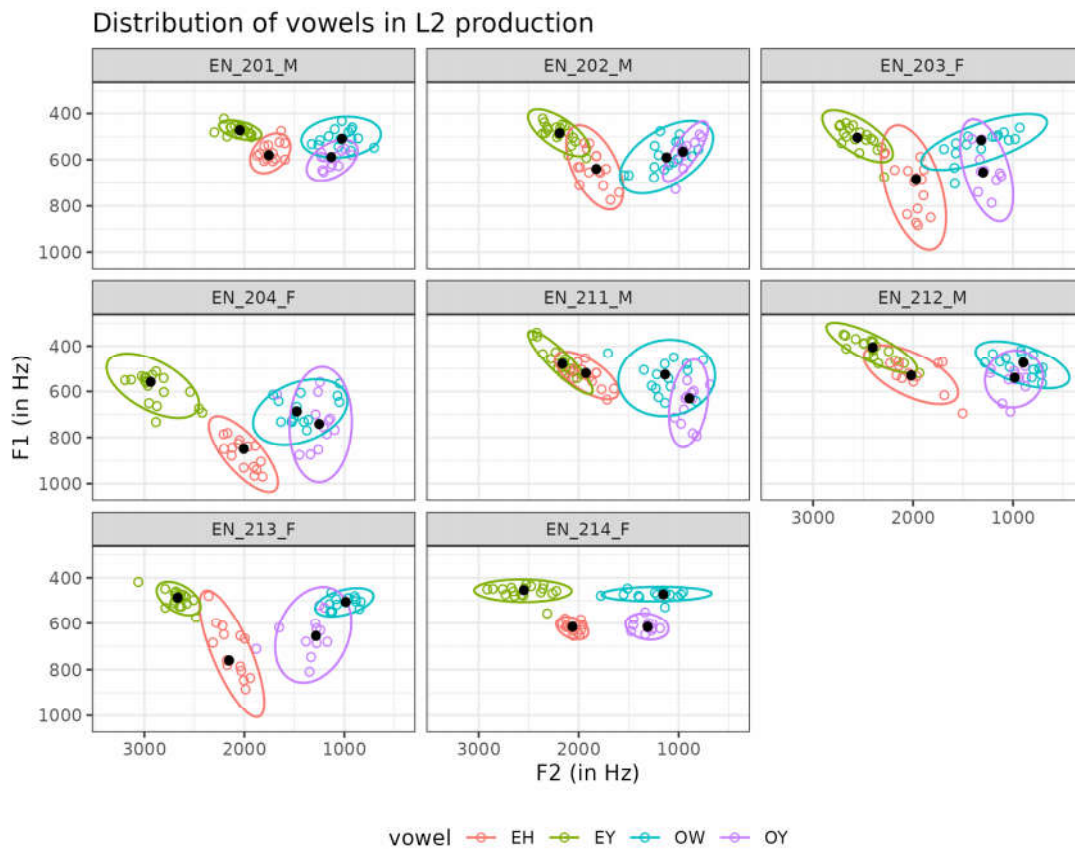 Distribution of vowels in L2 production
EN_201_M EN_202_M EN_203_F
400
600
800
1000
EN_204_F EN_211_M EN_212_M
400
600
800
1000
3000 2000 1000
EN_213_F EN_214_F
400
600
800
1000
3000 2000 1000 3000 2000 1000
F1 (in Hz)
F2 (in Hz)
vowel EH EY OW OY